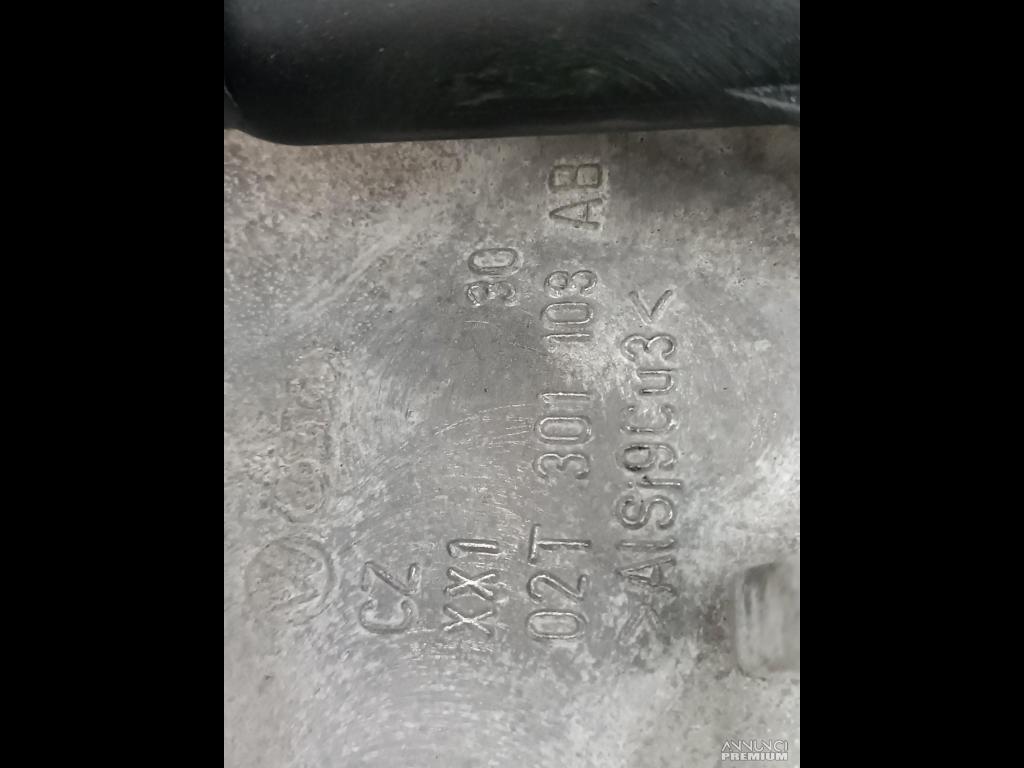 CZ
XX1 30
02T 301 103 AB
>AlSi9Cu3<
ANNUNCI
PREMIUM